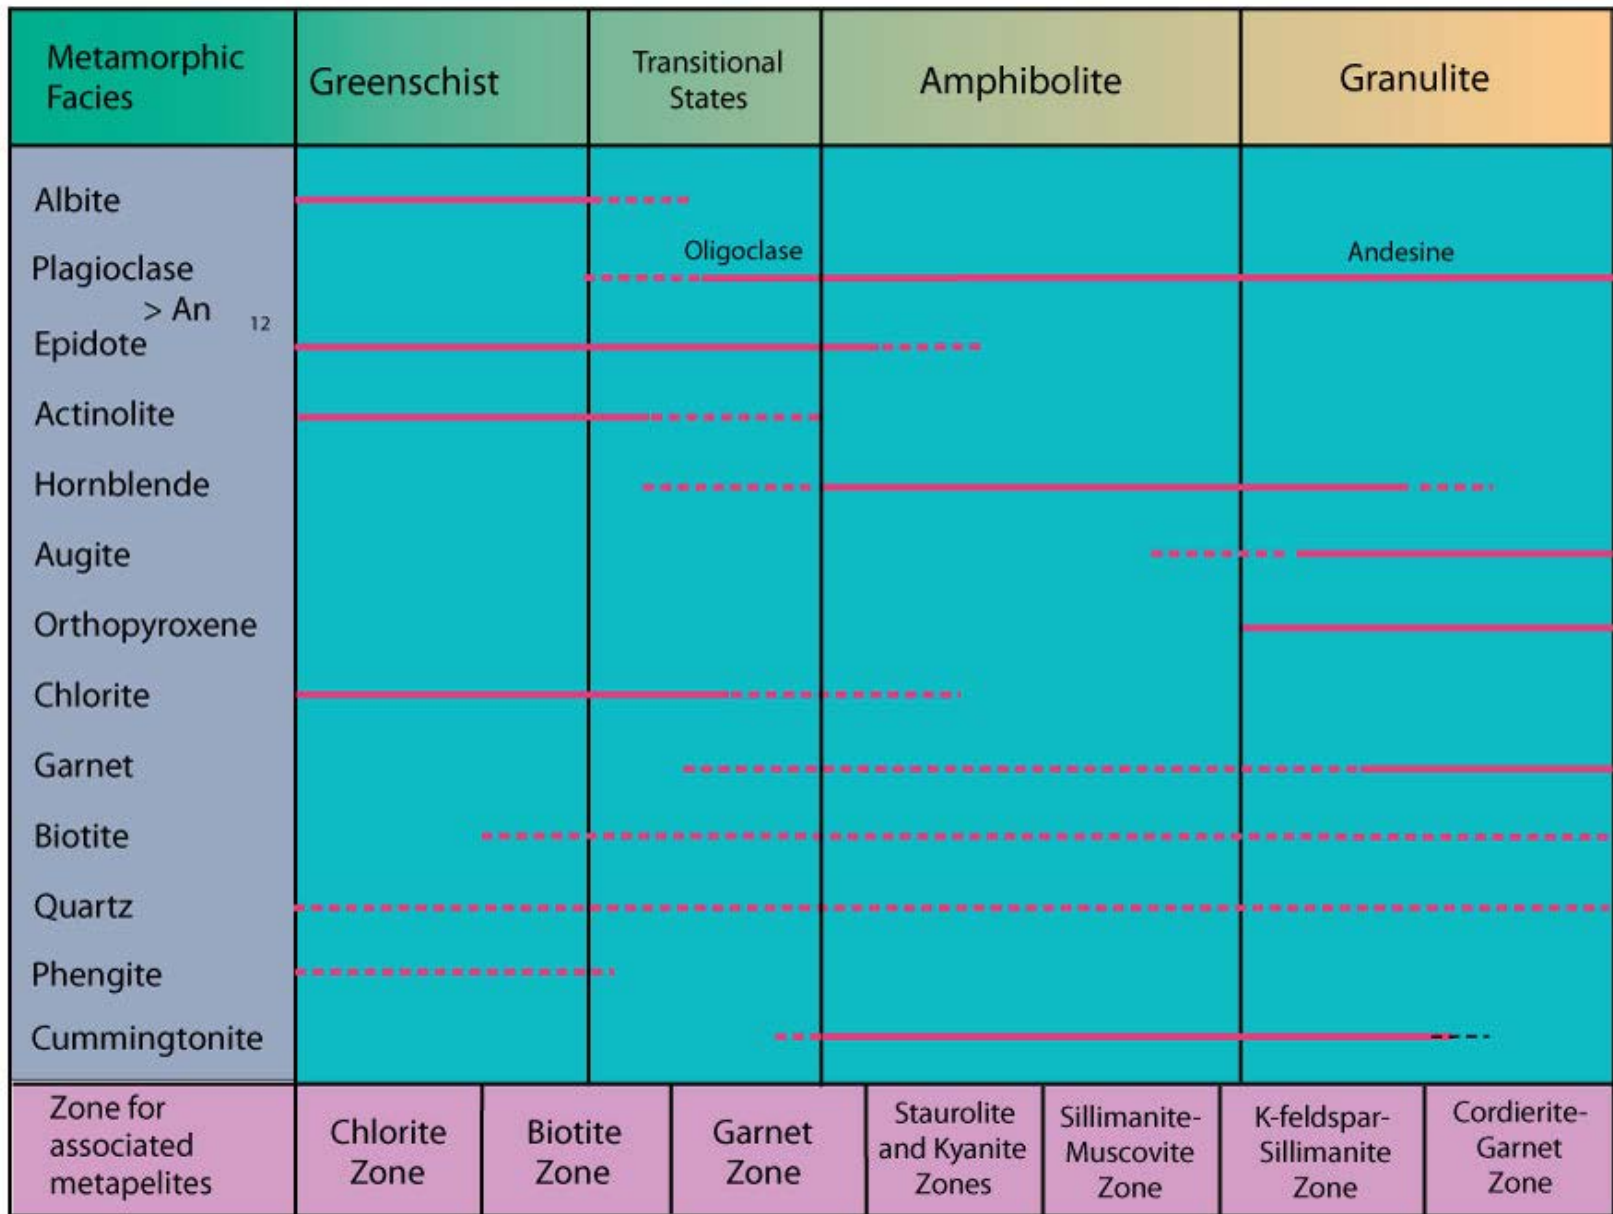 Metamorphic
Facies
Greenschist
Transitional
States
Amphibolite
Granulite
Albite
Plagioclase
> An 12
Oligoclase
Andesine
Epidote
Actinolite
Hornblende
Augite
Orthopyroxene
Chlorite
Garnet
Biotite
Quartz
Phengite
Cummingtonite
Zone for
associated
metapelites
Chlorite
Zone
Biotite
Zone
Garnet
Zone
Staurolite
and Kyanite
Zones
Sillimanite-
Muscovite
Zone
K-feldspar-
Sillimanite
Zone
Cordierite-
Garnet
Zone